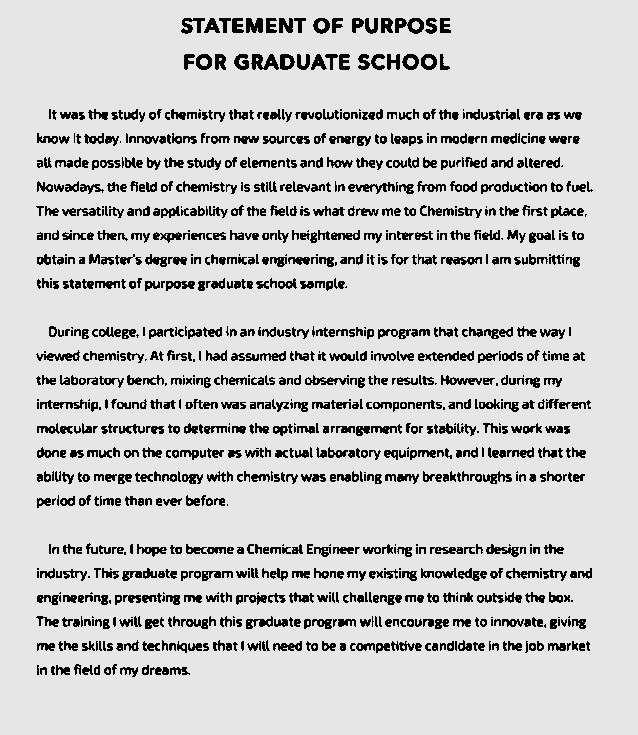 STATEMENT OF PURPOSE
FOR GRADUATE SCHOOL
It was the study of chemistry that really revolutionized much of the industrial era as we
know it today. Innovations from new sources of energy to leaps in modern medicine were
all made possible by the study of elements and how they could be purified and altered.
Nowadays, the field of chemistry is still relevant in everything from food production to fuel.
The versatility and applicability of the field is what drew me to Chemistry in the first place,
and since then, my experiences have only heightened my interest in the field. My goal is to
obtain a Master's degree in chemical engineering, and it is for that reason I am submitting
this statement of purpose graduate school sample.
During college, I participated in an industry internship program that changed the way I
viewed chemistry. At first, I had assumed that it would involve extended periods of time at
the laboratory bench, mixing chemicals and observing the results. However, during my
internship, I found that I often was analyzing material components, and looking at different
molecular structures to determine the optimal arrangement for stability. This work was
done as much on the computer as with actual laboratory equipment, and I learned that the
ability to merge technology with chemistry was enabling many breakthroughs in a shorter
period of time than ever before.
In the future, I hope to become a Chemical Engineer working in research design in the
industry. This graduate program will help me hone my existing knowledge of chemistry and
engineering, presenting me with projects that will challenge me to think outside the box.
The training I will get through this graduate program will encourage me to innovate, giving
me the skills and techniques that I will need to be a competitive candidate in the job market
in the field of my dreams.